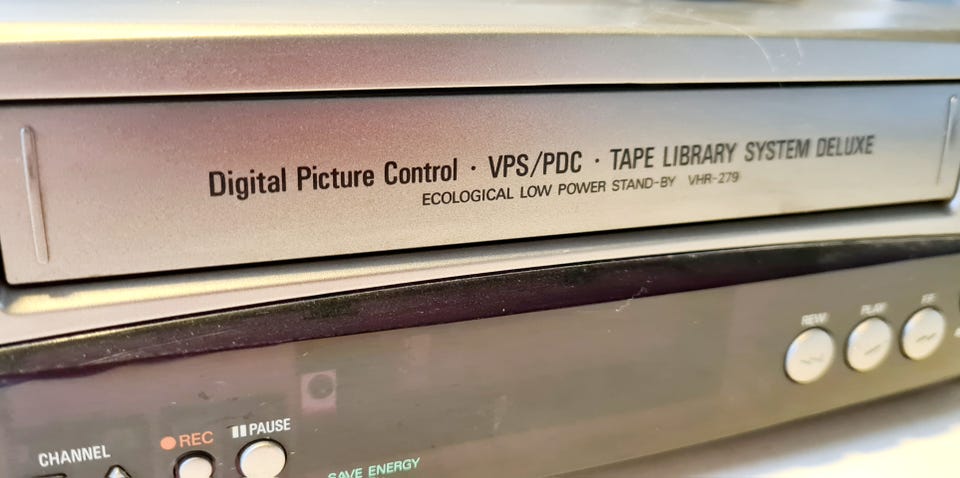 Digital Picture Control · VPS/PDC · TAPE LIBRARY SYSTEM DELUXE
ECOLOGICAL LOW POWER STAND-BY VHR-279
REW PLAY FF
CHANNEL REC PAUSE
SAVE ENERGY